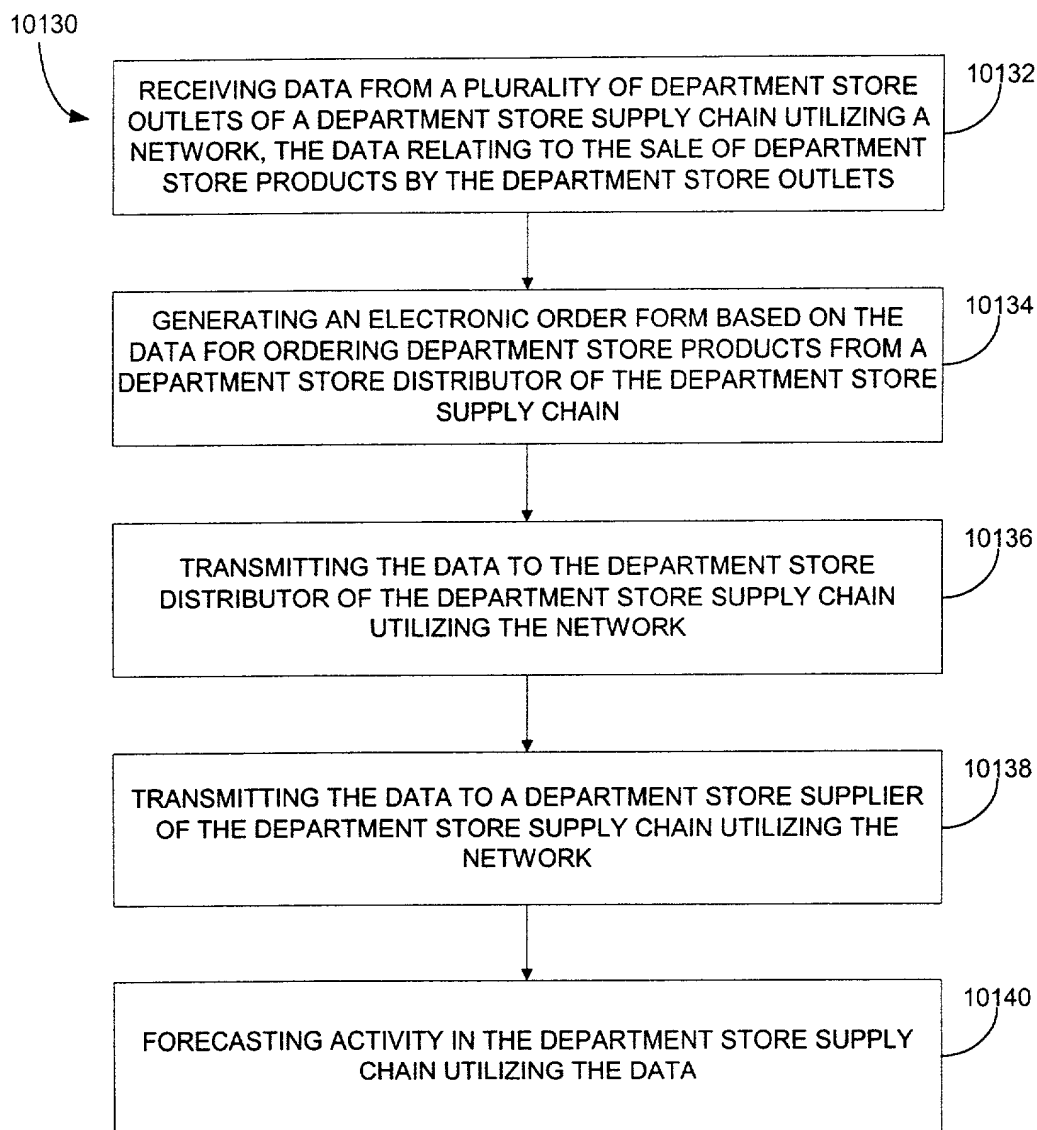 10130
10132
RECEIVING DATA FROM A PLURALITY OF DEPARTMENT STORE
OUTLETS OF A DEPARTMENT STORE SUPPLY CHAIN UTILIZING A
NETWORK, THE DATA RELATING TO THE SALE OF DEPARTMENT
STORE PRODUCTS BY THE DEPARTMENT STORE OUTLETS
10134
GENERATING AN ELECTRONIC ORDER FORM BASED ON THE
DATA FOR ORDERING DEPARTMENT STORE PRODUCTS FROM A
DEPARTMENT STORE DISTRIBUTOR OF THE DEPARTMENT STORE
SUPPLY CHAIN
10136
TRANSMITTING THE DATA TO THE DEPARTMENT STORE
DISTRIBUTOR OF THE DEPARTMENT STORE SUPPLY CHAIN
UTILIZING THE NETWORK
10138
TRANSMITTING THE DATA TO A DEPARTMENT STORE SUPPLIER
OF THE DEPARTMENT STORE SUPPLY CHAIN UTILIZING THE
NETWORK
10140
FORECASTING ACTIVITY IN THE DEPARTMENT STORE SUPPLY
CHAIN UTILIZING THE DATA